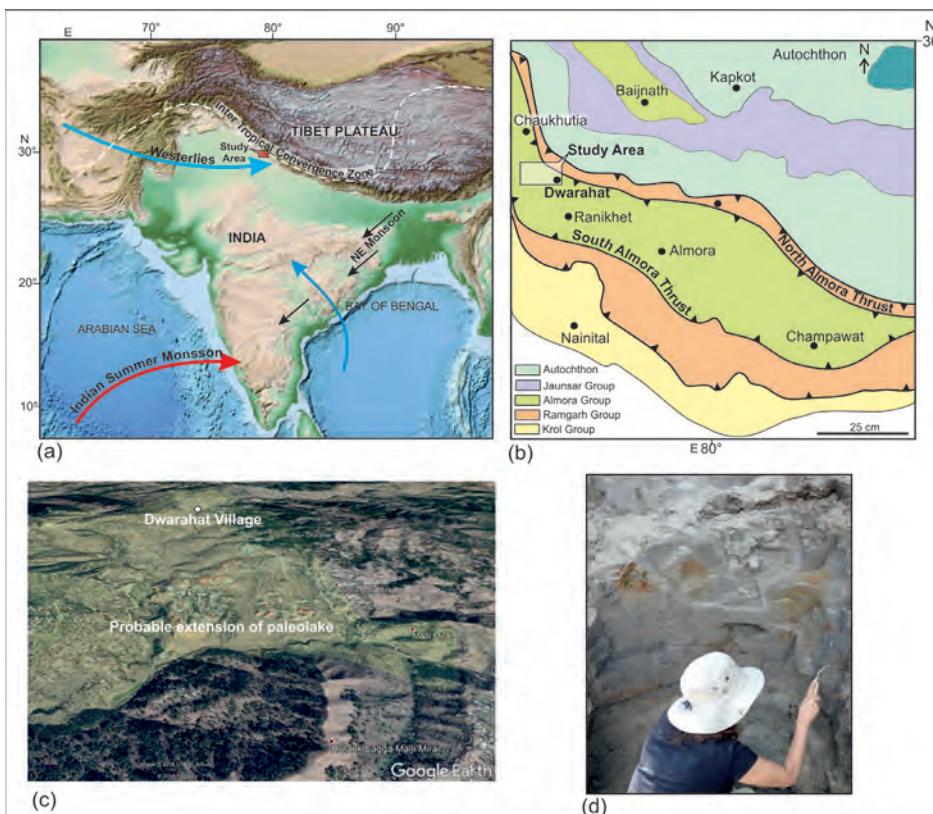 E
70°
80°
90°
N
30°
20°
10°
Inter Tropical Convergence Zone
TIBET PLATEAU
Study
Area
Westerlies
INDIA
NE Monsoon
BAY OF BENGAL
ARABIAN SEA
Indian Summer Monsson
(a)
30
N
Autochthon
Kapkot
Baijnath
Chaukhutia
Study Area
Dwarahat
Ranikhet
Almora
South Almora Thrust
North Almora Thrust
Nainital
Champawat
Autochthon
Jaunsar Group
Almora Group
Ramgarh Group
Krol Group
25 cm
E 80°
(b)
Dwarahat Village
Probable extension of paleolake
Malli Mirai
Google Earth
(c)
(d)